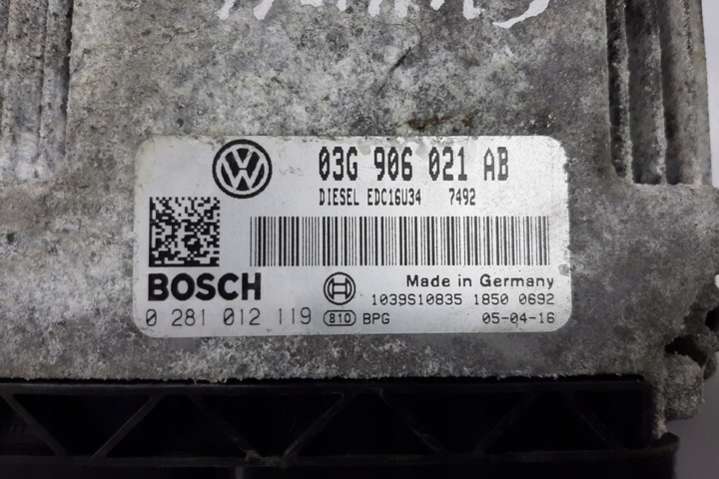 03G 906 021 AB
DIESEL EDC16U34 7492
BOSCH
Made in Germany
1039S10835 1850 0692
0 281 012 119 810 BPG 05-04-16